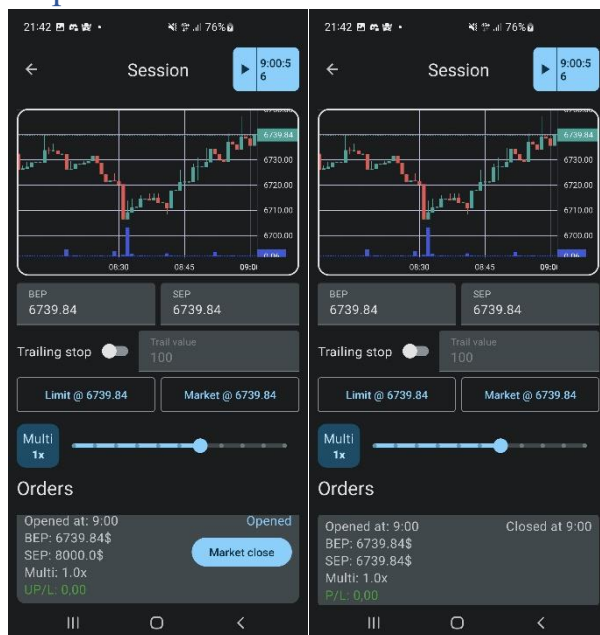 21:42 76%
Session
9:00:5
6
6739.84
6730.00
6720.00
6710.00
6700.00
0.06
08:30 08:45 09:0
BEP
6739.84
SEP
6739.84
Trailing stop
Trail value
100
Limit @ 6739.84
Market @ 6739.84
Multi
1x
Orders
Opened at: 9:00 Opened
BEP: 6739.84$
SEP: 8000.0$
Market close
Multi: 1.0x
UP/L: 0,00
21:42 76%
Session
9:00:5
6
6739.84
6730.00
6720.00
6710.00
6700.00
0.06
08:30 08:45 09:0
BEP
6739.84
SEP
6739.84
Trailing stop
Trail value
100
Limit @ 6739.84
Market @ 6739.84
Multi
1x
Orders
Opened at: 9:00 Closed at 9:00
BEP: 6739.84$
SEP: 6739.84$
Multi: 1.0x
P/L: 0,00